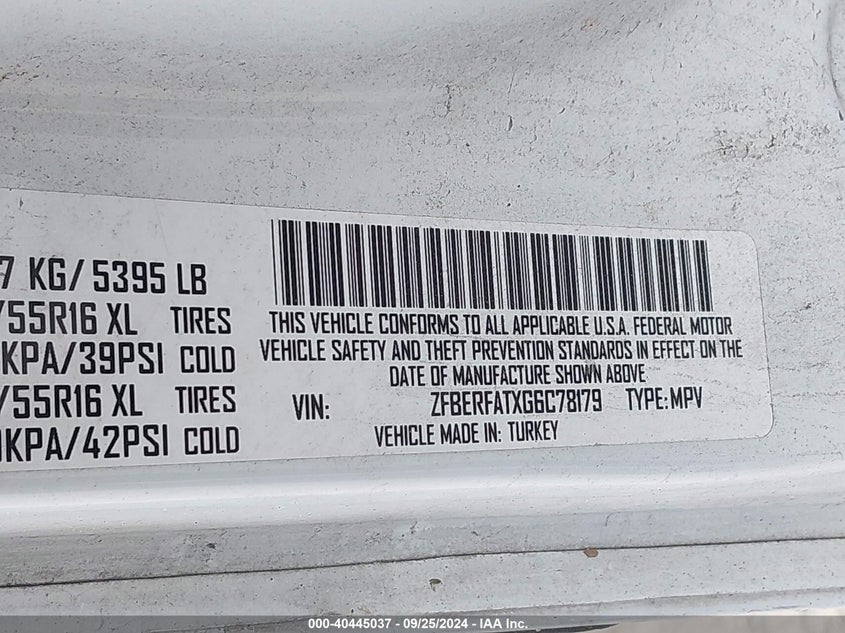 7 KG/ 5395 LB
/55R16 XL TIRES
KPA/39PSI COLD
/55R16 XL TIRES
KPA/42PSI COLD
THIS VEHICLE CONFORMS TO ALL APPLICABLE U.S.A. FEDERAL MOTOR
VEHICLE SAFETY AND THEFT PREVENTION STANDARDS IN EFFECT ON THE
DATE OF MANUFACTURE SHOWN ABOVE
VIN: ZFBERFATXG6C78179 TYPE: MPV
VEHICLE MADE IN: TURKEY
000-40445037 - 09/25/2024 - IAA Inc.